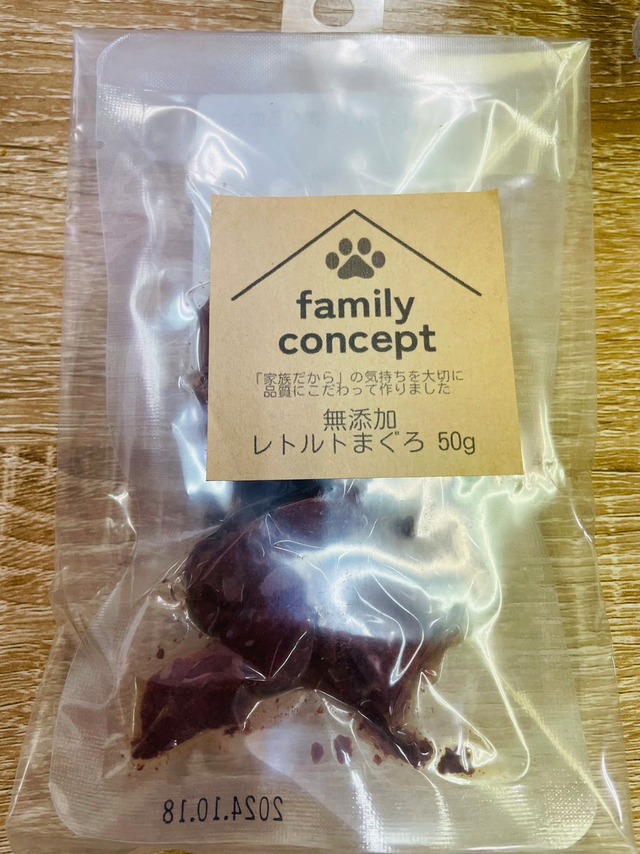 family
concept
「家族だから」の気持ちを大切に
品質にこだわって作りました
無添加
レトルトまぐろ 50g
2024.10.18